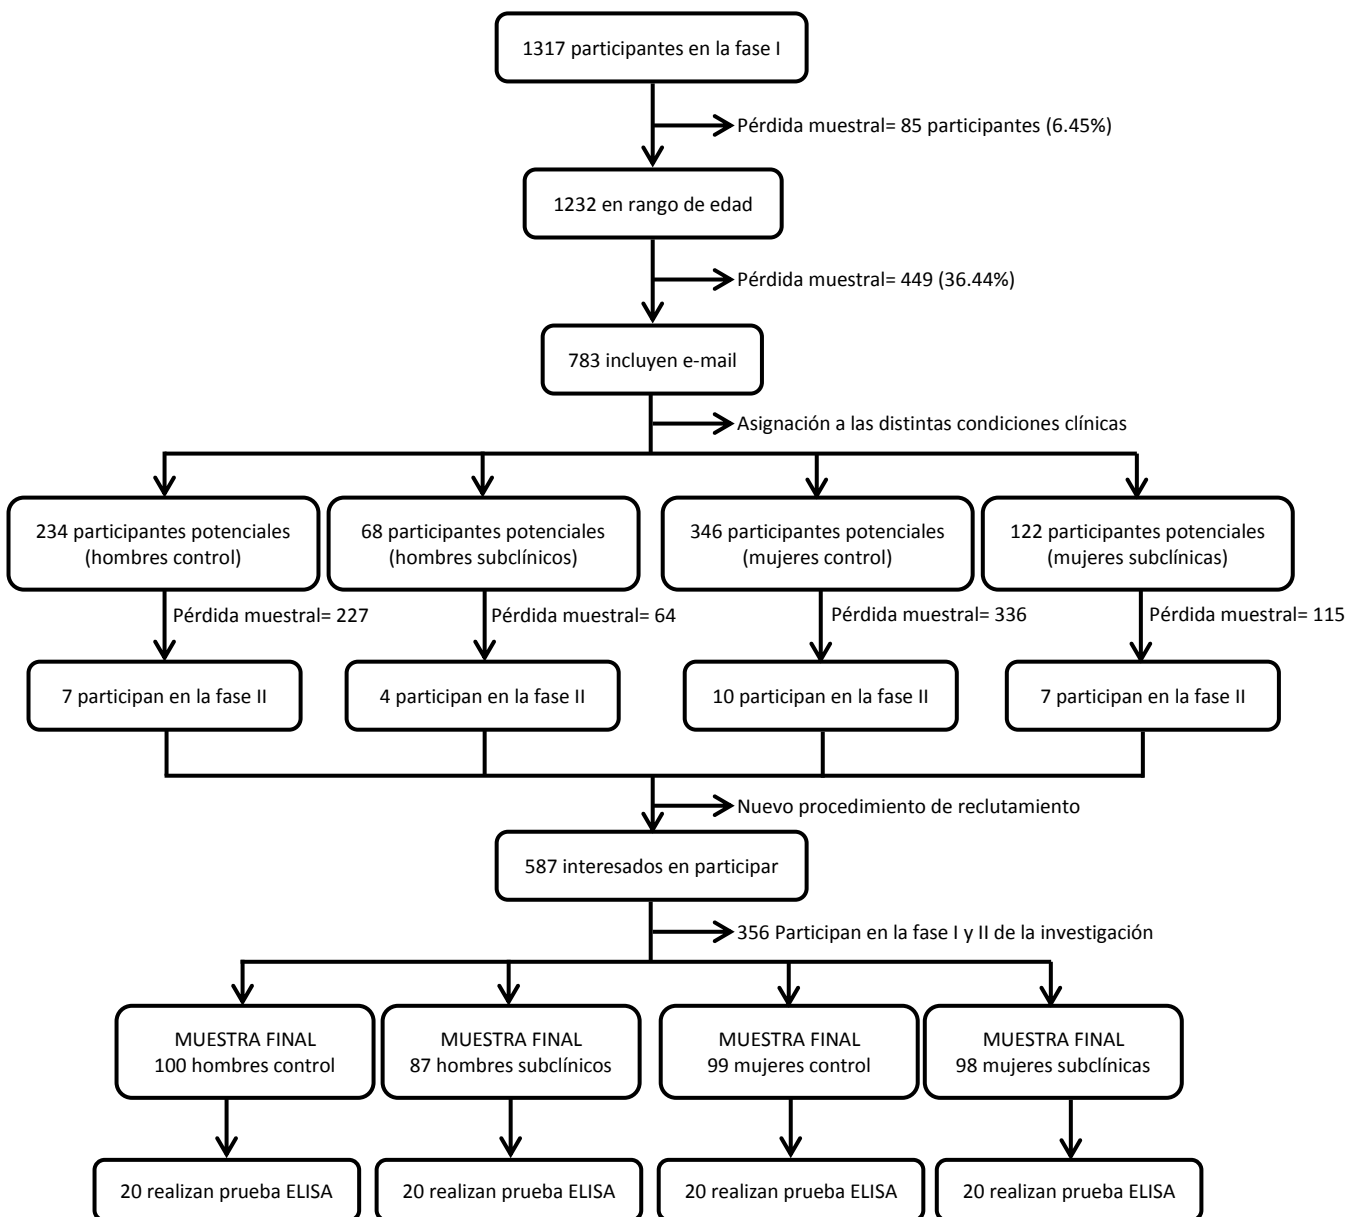 1317 participantes en la fase I
Pérdida muestral= 85 participantes (6.45%)
1232 en rango de edad
Pérdida muestral= 449 (36.44%)
783 incluyen e-mail
Asignación a las distintas condiciones clínicas
234 participantes potenciales
(hombres control)
68 participantes potenciales
(hombres subclínicos)
346 participantes potenciales
(mujeres control)
122 participantes potenciales
(mujeres subclínicas)
Pérdida muestral= 227
Pérdida muestral= 64
Pérdida muestral= 336
Pérdida muestral= 115
7 participan en la fase II
4 participan en la fase II
10 participan en la fase II
7 participan en la fase II
Nuevo procedimiento de reclutamiento
587 interesados en participar
356 Participan en la fase I y II de la investigación
MUESTRA FINAL
100 hombres control
MUESTRA FINAL
87 hombres subclínicos
MUESTRA FINAL
99 mujeres control
MUESTRA FINAL
98 mujeres subclínicas
20 realizan prueba ELISA
20 realizan prueba ELISA
20 realizan prueba ELISA
20 realizan prueba ELISA